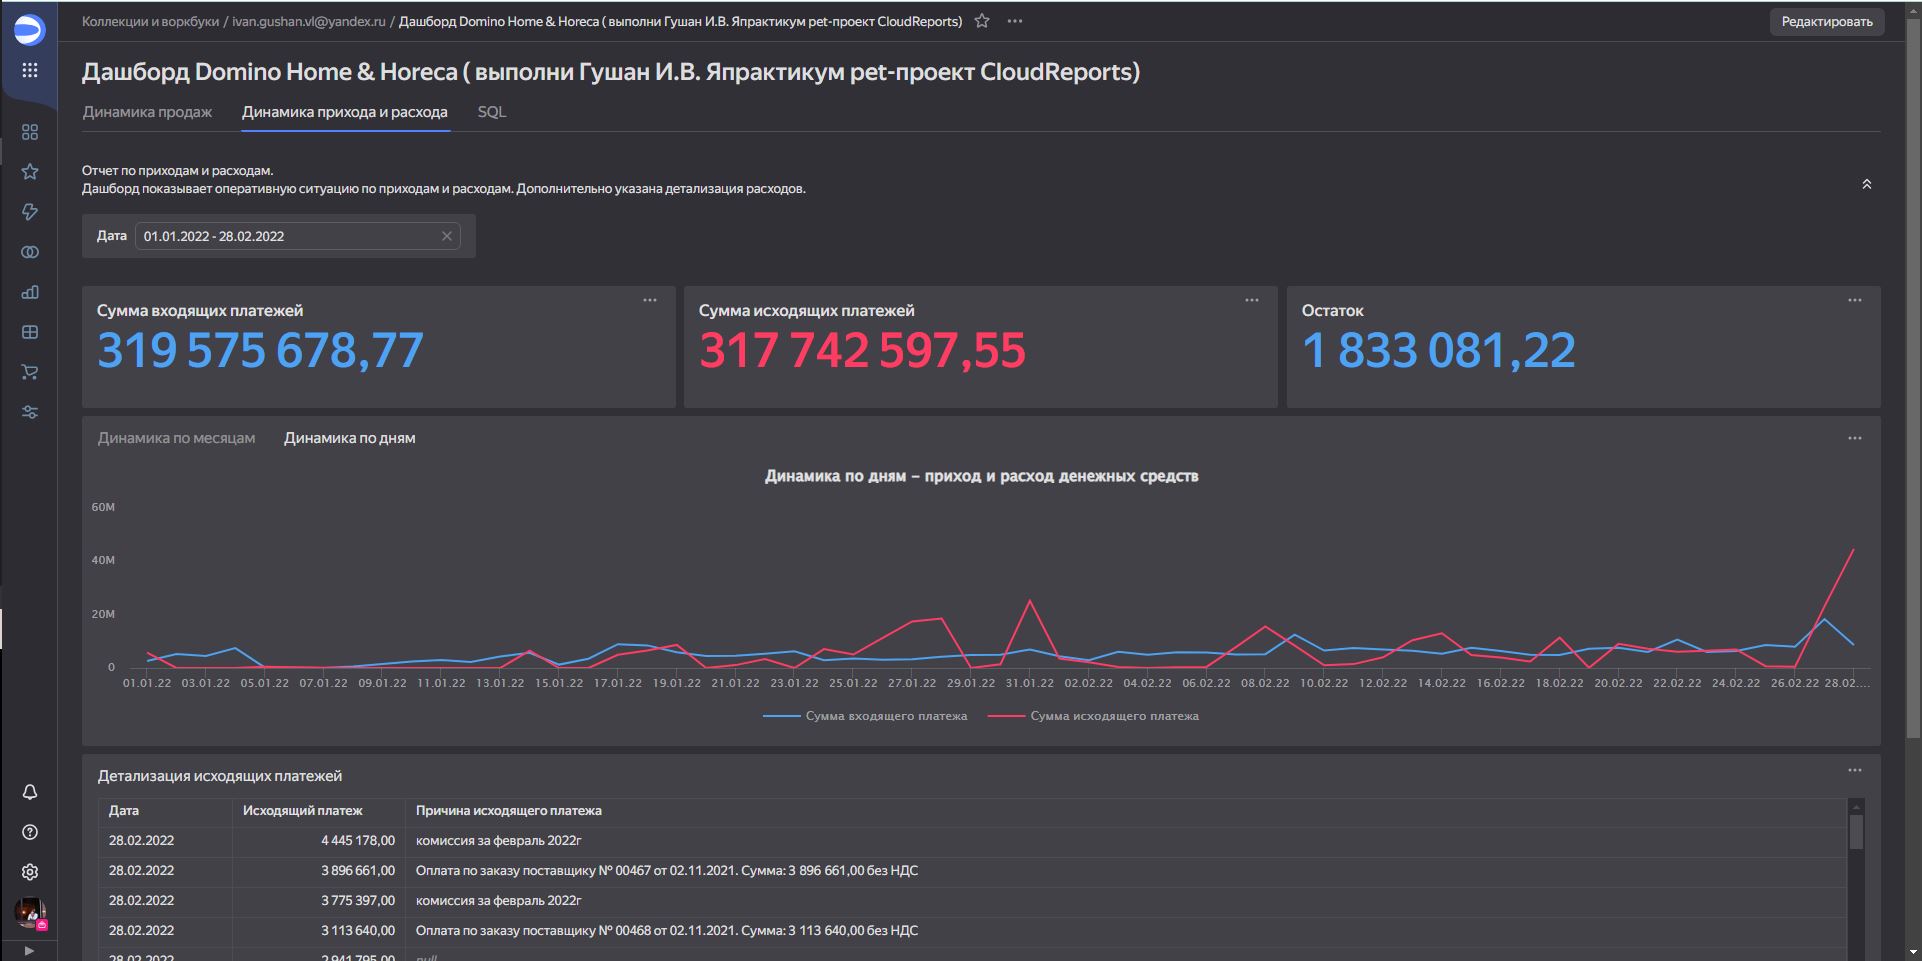 Коллекции и воркбуки / ivan.gushan.vl@yandex.ru / Дашборд Domino Home & Horeca ( выполни Гушан И.В. Япрактикум pet-проект CloudReports)
Редактировать
Дашборд Domino Home & Horeca ( выполни Гушан И.В. Япрактикум pet-проект CloudReports)
Динамика продаж Динамика прихода и расхода SQL
Отчет по приходам и расходам.
Дашборд показывает оперативную ситуацию по приходам и расходам. Дополнительно указана детализация расходов.
Дата 01.01.2022 - 28.02.2022
Сумма входящих платежей
319 575 678,77
Сумма исходящих платежей
317 742 597,55
Остаток
1 833 081,22
Динамика по месяцам Динамика по дням
Динамика по дням – приход и расход денежных средств
60M
40M
20M
0
01.01.22 03.01.22 05.01.22 07.01.22 09.01.22 11.01.22 13.01.22 15.01.22 17.01.22 19.01.22 21.01.22 23.01.22 25.01.22 27.01.22 29.01.22 31.01.22 02.02.22 04.02.22 06.02.22 08.02.22 10.02.22 12.02.22 14.02.22 16.02.22 18.02.22 20.02.22 22.02.22 24.02.22 26.02.22 28.02....
Сумма входящего платежа Сумма исходящего платежа
Детализация исходящих платежей
Дата Исходящий платеж Причина исходящего платежа
28.02.2022 4 445 178,00 комиссия за февраль 2022г
28.02.2022 3 896 661,00 Оплата по заказу поставщику № 00467 от 02.11.2021. Сумма: 3 896 661,00 без НДС
28.02.2022 3 775 397,00 комиссия за февраль 2022г
28.02.2022 3 113 640,00 Оплата по заказу поставщику № 00468 от 02.11.2021. Сумма: 3 113 640,00 без НДС
28.02.2022 2 941 795,00 null